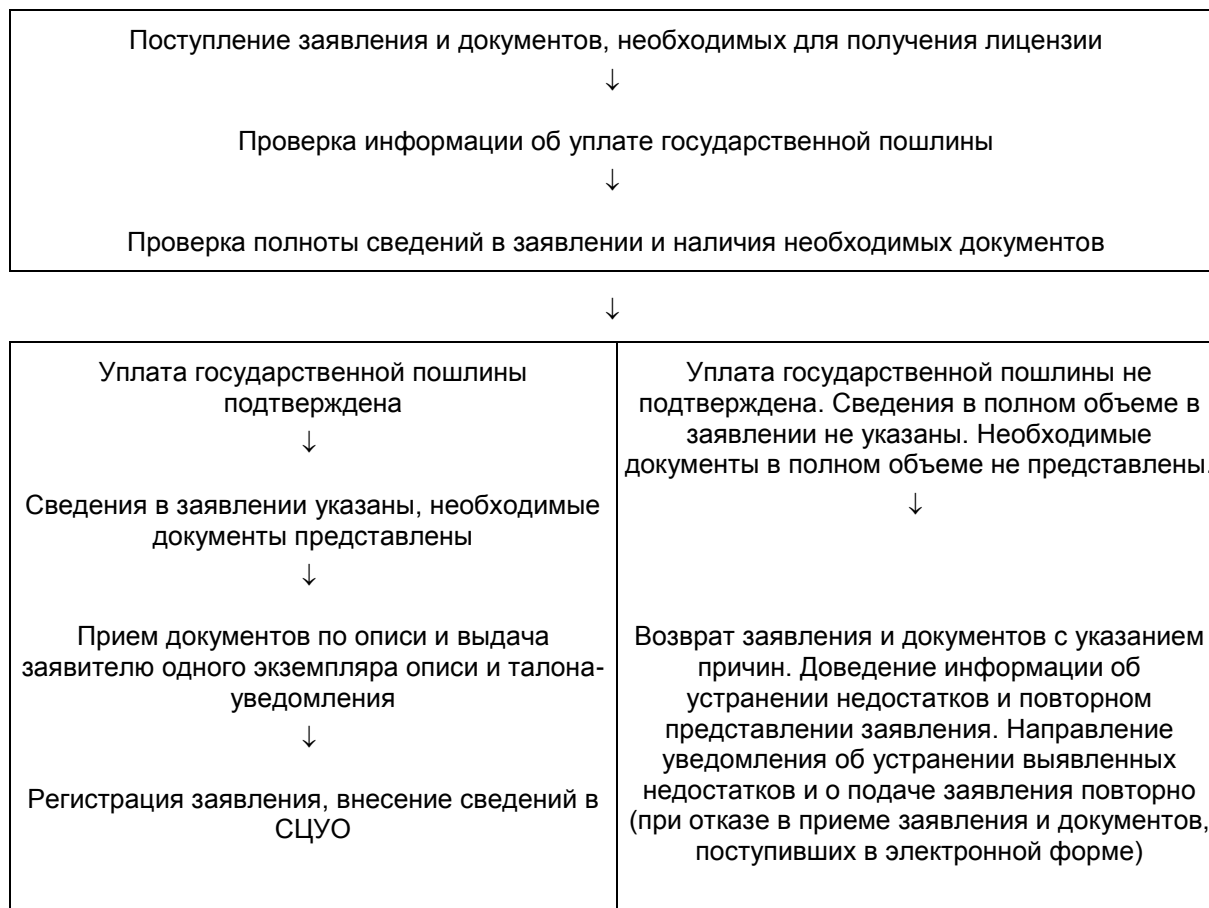 Поступление заявления и документов, необходимых для получения лицензии
↓
Проверка информации об уплате государственной пошлины
↓
Проверка полноты сведений в заявлении и наличия необходимых документов
↓
Уплата государственной пошлины
подтверждена
↓
Сведения в заявлении указаны, необходимые
документы представлены
↓
Прием документов по описи и выдача
заявителю одного экземпляра описи и талона-
уведомления
↓
Регистрация заявления, внесение сведений в
СЦУО
Уплата государственной пошлины не
подтверждена. Сведения в полном объеме в
заявлении не указаны. Необходимые
документы в полном объеме не представлены.
↓
Возврат заявления и документов с указанием
причин. Доведение информации об
устранении недостатков и повторном
представлении заявления. Направление
уведомления об устранении выявленных
недостатков и о подаче заявления повторно
(при отказе в приеме заявления и документов,
поступивших в электронной форме)